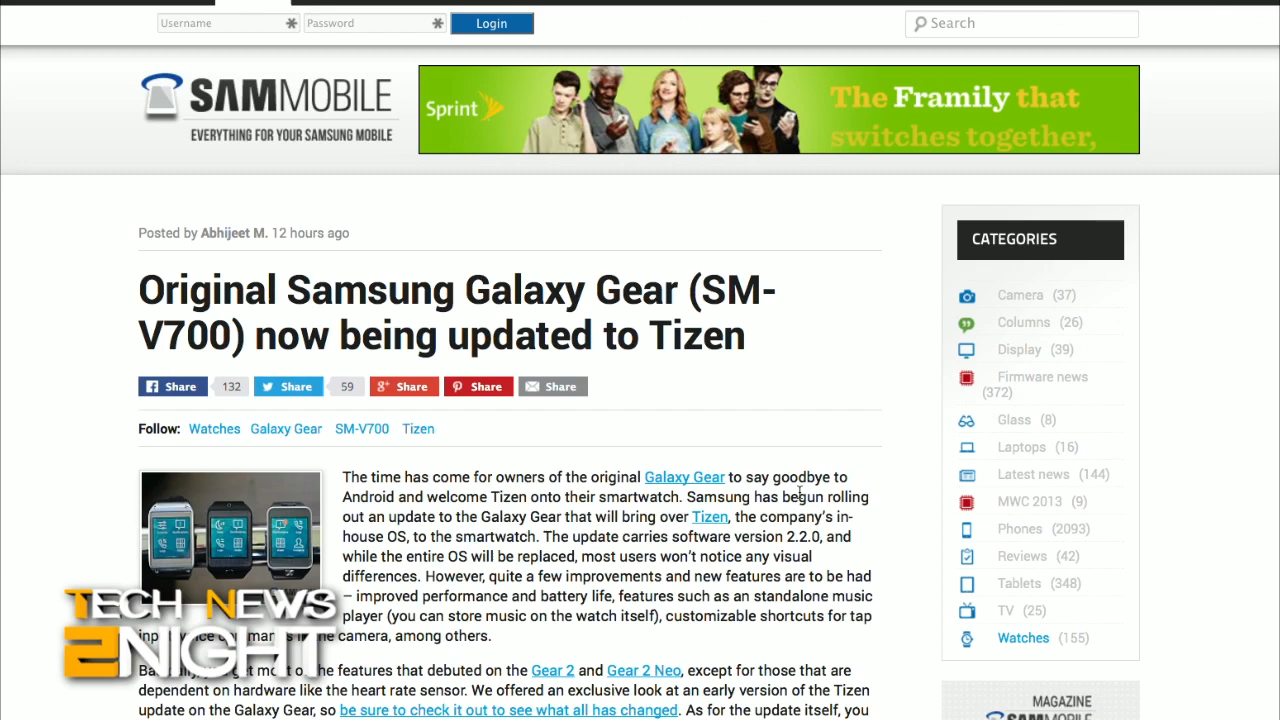 Username
Password
Login
Search
SAMMOBILE
EVERYTHING FOR YOUR SAMSUNG MOBILE
Sprint
The Framily that
switches together,
Posted by Abhijeet M. 12 hours ago
Original Samsung Galaxy Gear (SM-
V700) now being updated to Tizen
Share 132 Share 59 Share Share Share
Follow: Watches Galaxy Gear SM-V700 Tizen
The time has come for owners of the original Galaxy Gear to say goodbye to
Android and welcome Tizen onto their smartwatch. Samsung has begun rolling
out an update to the Galaxy Gear that will bring over Tizen, the company's in-
house OS, to the smartwatch. The update carries software version 2.2.0, and
while the entire OS will be replaced, most users won't notice any visual
differences. However, quite a few improvements and new features are to be had
– improved performance and battery life, features such as an standalone music
player (you can store music on the watch itself), customizable shortcuts for tap
camera, among others.
get the features that debuted on the Gear 2 and Gear 2 Neo, except for those that are
dependent on hardware like the heart rate sensor. We offered an exclusive look at an early version of the Tizen
update on the Galaxy Gear, so be sure to check it out to see what all has changed. As for the update itself, you
TECH NEWS
2NIGHT
CATEGORIES
Camera (37)
Columns (26)
Display (39)
Firmware news
(372)
Glass (8)
Laptops (16)
Latest news (144)
MWC 2013 (9)
Phones (2093)
Reviews (42)
Tablets (348)
TV (25)
Watches (155)
MAGAZINE
SAMMOBILE